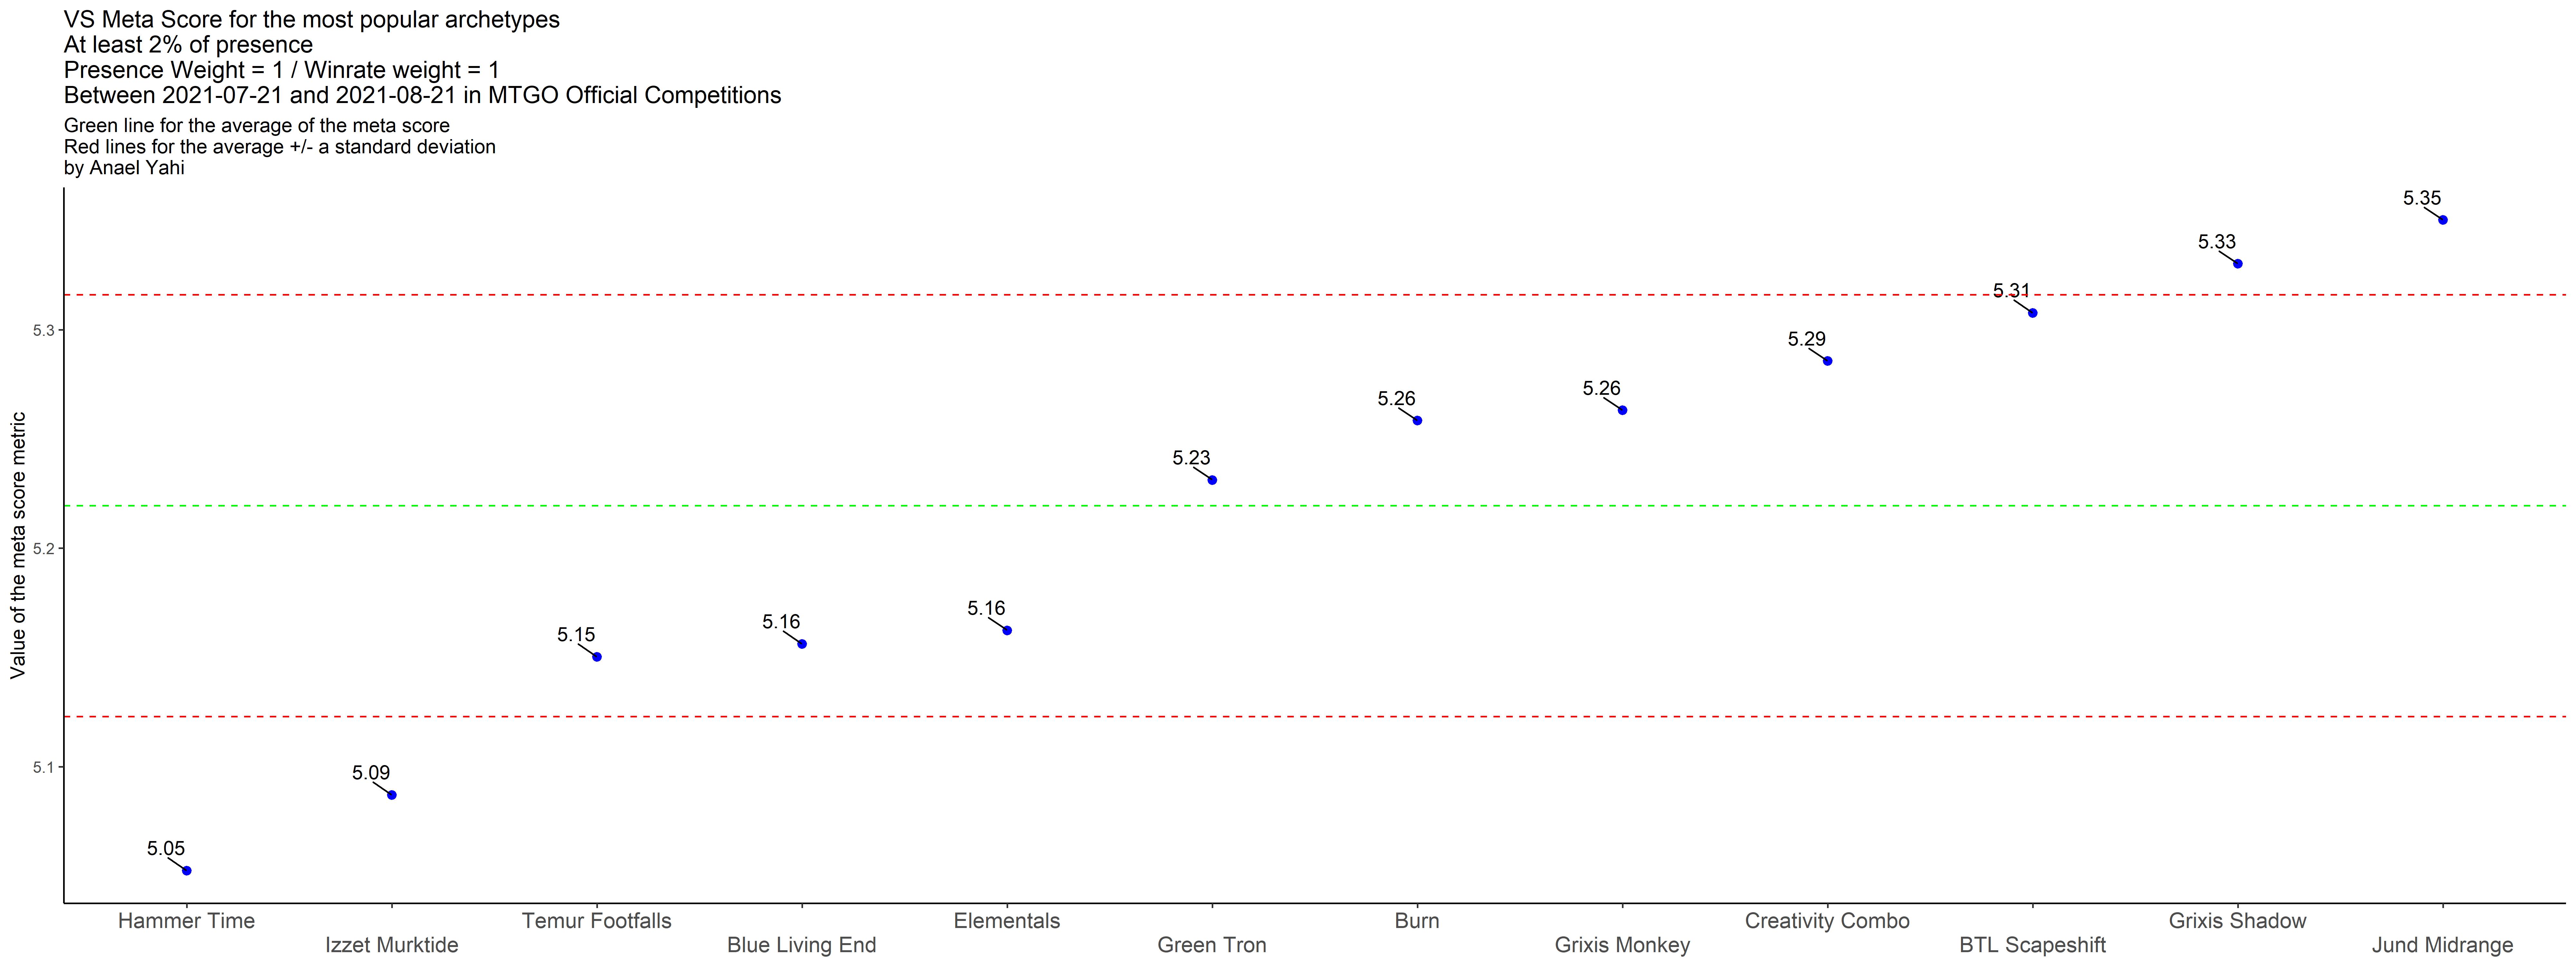 VS Meta Score for the most popular archetypes
At least 2% of presence
Presence Weight = 1 / Winrate weight = 1
Between 2021-07-21 and 2021-08-21 in MTGO Official Competitions
Green line for the average of the meta score
Red lines for the average +/- a standard deviation
by Anael Yahi
Value of the meta score metric
5.3
5.2
5.1
5.05
5.09
5.15
5.16
5.16
5.23
5.26
5.26
5.29
5.31
5.33
5.35
Hammer Time
Izzet Murktide
Temur Footfalls
Blue Living End
Elementals
Green Tron
Burn
Grixis Monkey
Creativity Combo
BTL Scapeshift
Grixis Shadow
Jund Midrange